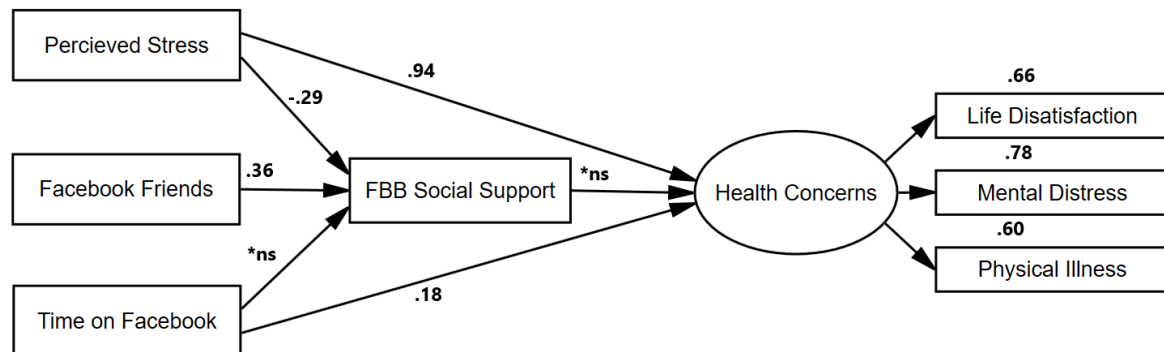 Percieved Stress
.94
.66
Life Disatisfaction
-.29
.78
Facebook Friends
.36
FBB Social Support
*ns
Health Concerns
Mental Distress
*ns
.60
Physical Illness
Time on Facebook
.18